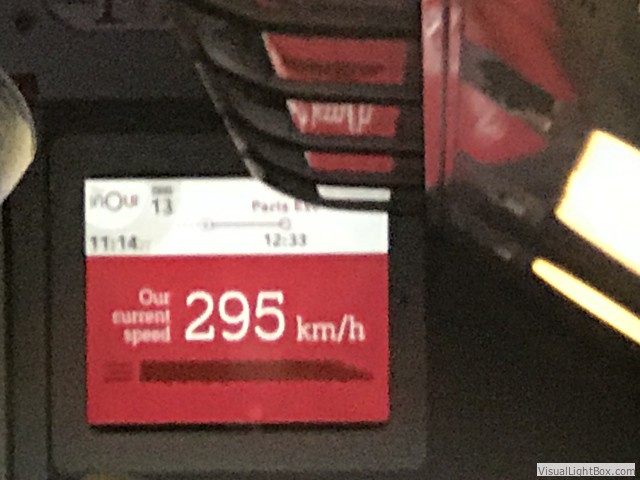 inOui
13
Paris Est
11:14
12:33
Our
current
speed
295 km/h
VisualLightBox.com